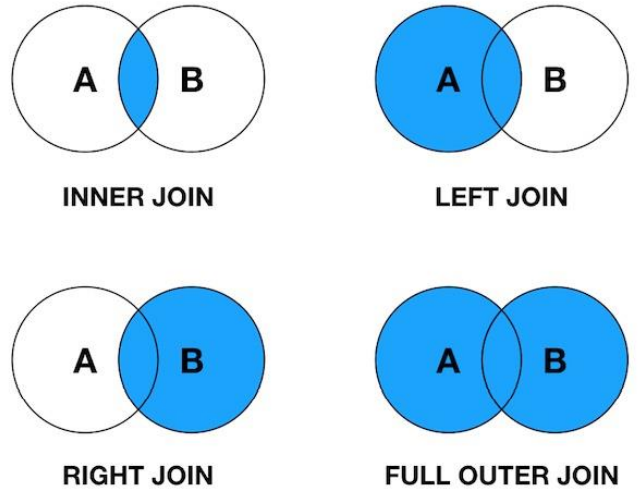 A B
A B
INNER JOIN
LEFT JOIN
A B
A B
RIGHT JOIN
FULL OUTER JOIN